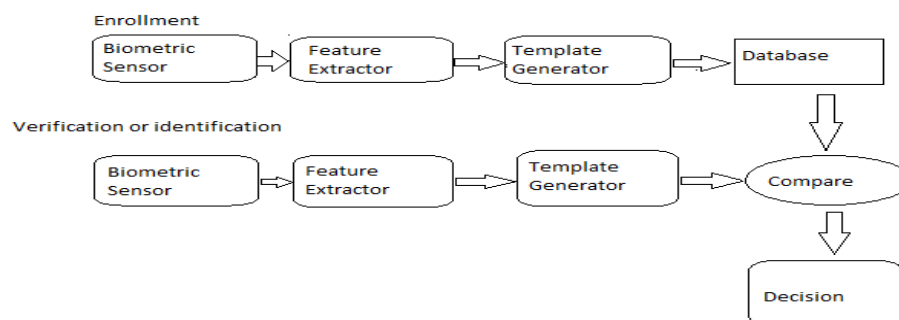 Enrollment
Biometric
Sensor
Feature
Extractor
Template
Generator
Database
Verification or identification
Biometric
Sensor
Feature
Extractor
Template
Generator
Compare
Decision